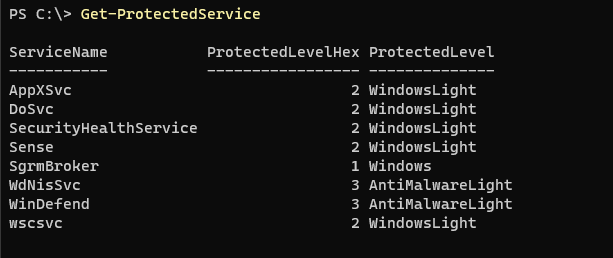 PS C:\> Get-ProtectedService
ServiceName ProtectedLevelHex ProtectedLevel
----------- ----------------- --------------
AppXSvc 2 WindowsLight
DoSvc 2 WindowsLight
SecurityHealthService 2 WindowsLight
Sense 2 WindowsLight
SgrmBroker 1 Windows
WdNisSvc 3 AntiMalwareLight
WinDefend 3 AntiMalwareLight
wscsvc 2 WindowsLight